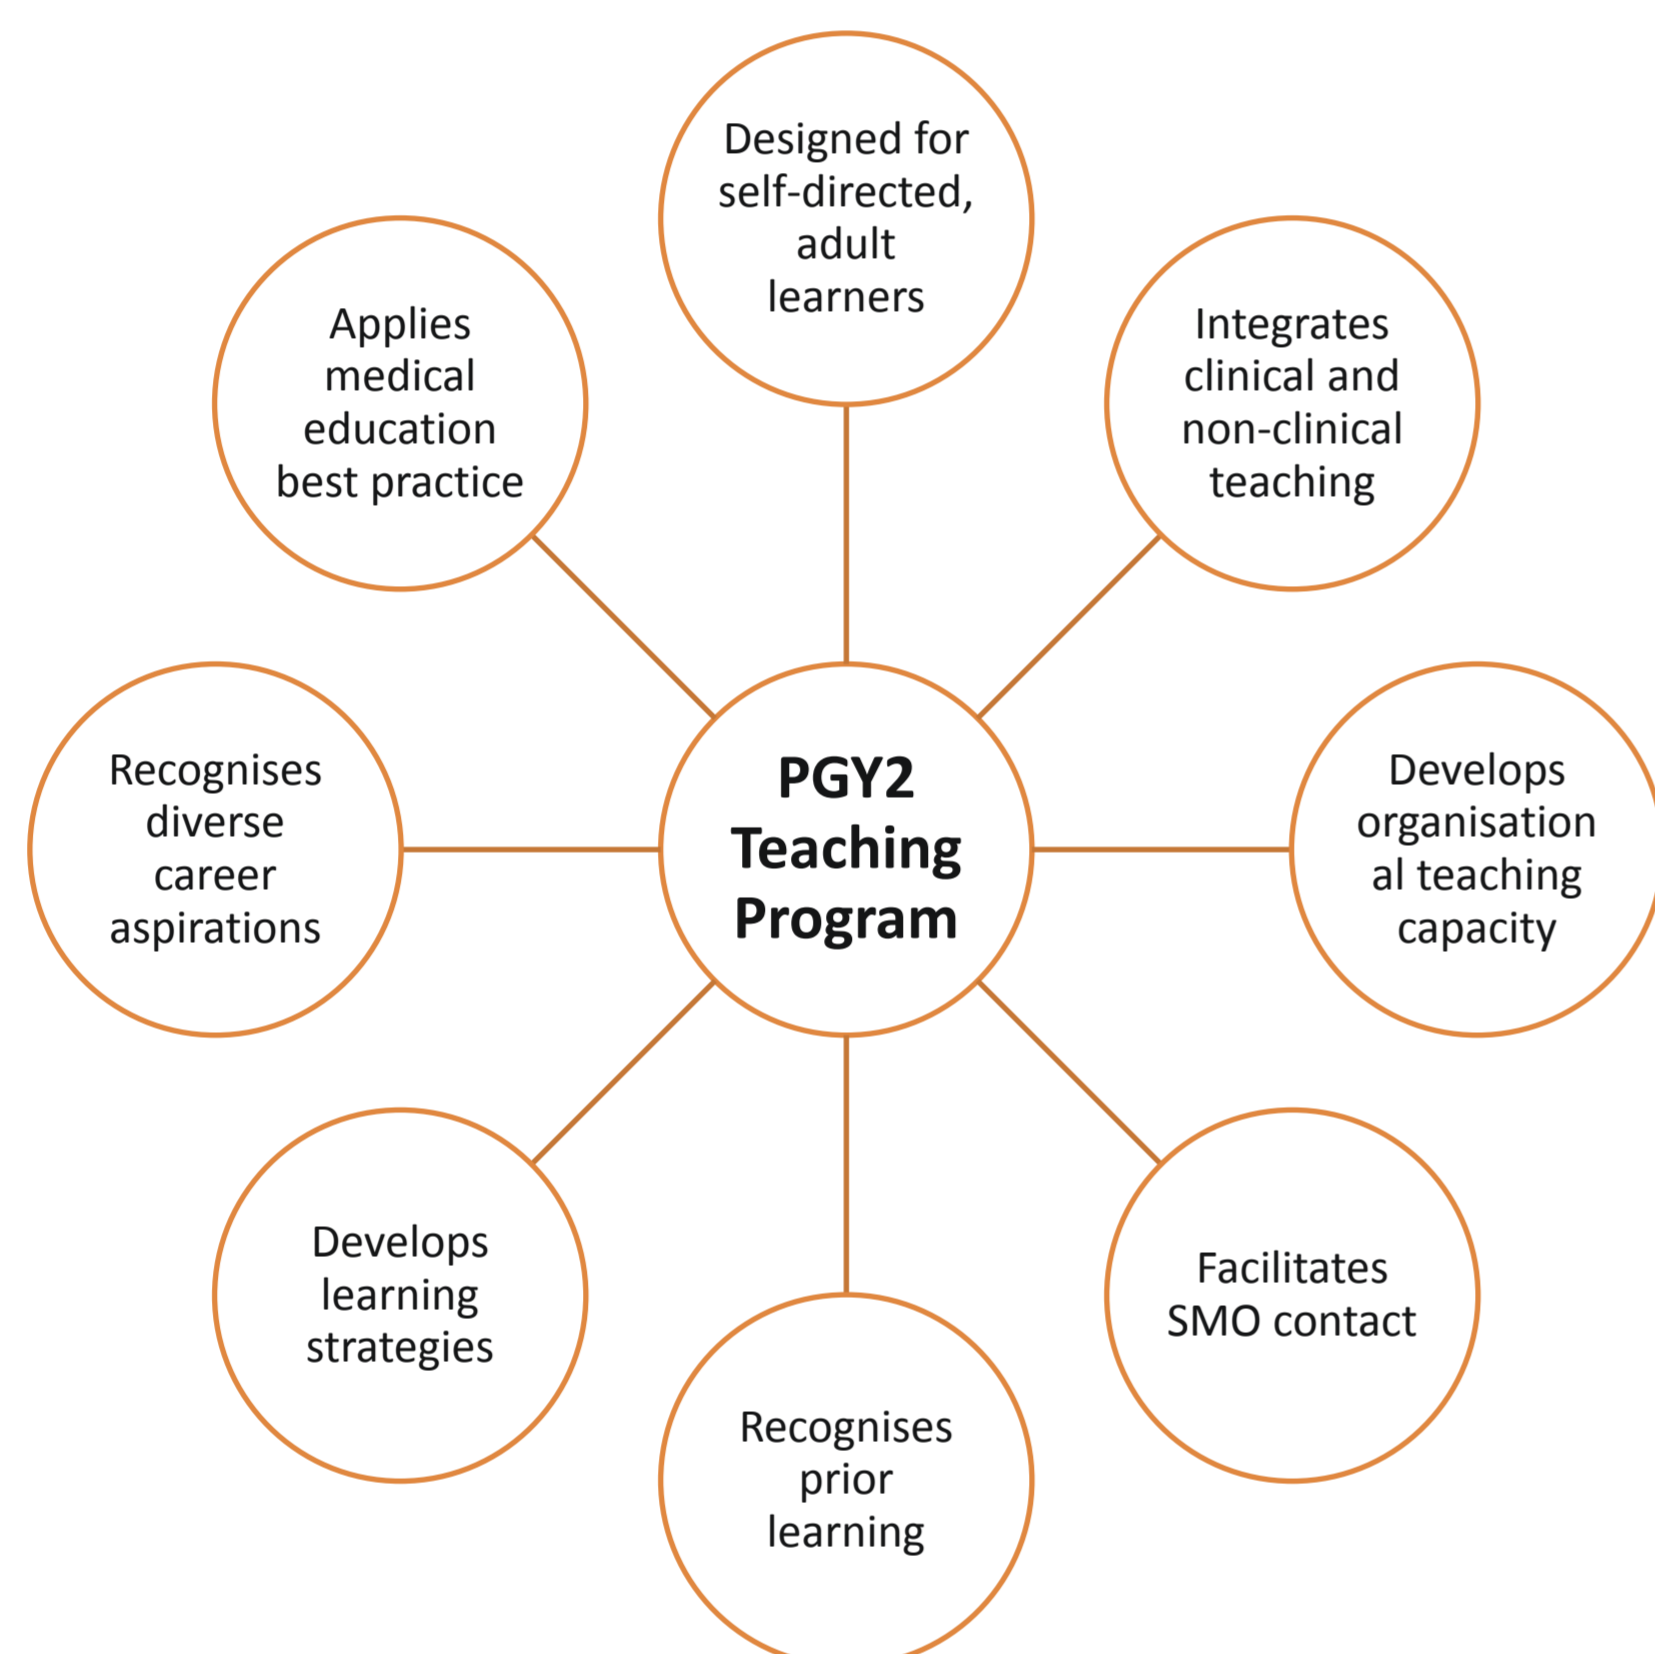 Designed for
self-directed,
adult
learners
Integrates
clinical and
non-clinical
teaching
Develops
organisation
al teaching
capacity
Facilitates
SMO contact
Recognises
prior
learning
Develops
learning
strategies
Recognises
diverse
career
aspirations
Applies
medical
education
best practice
PGY2
Teaching
Program